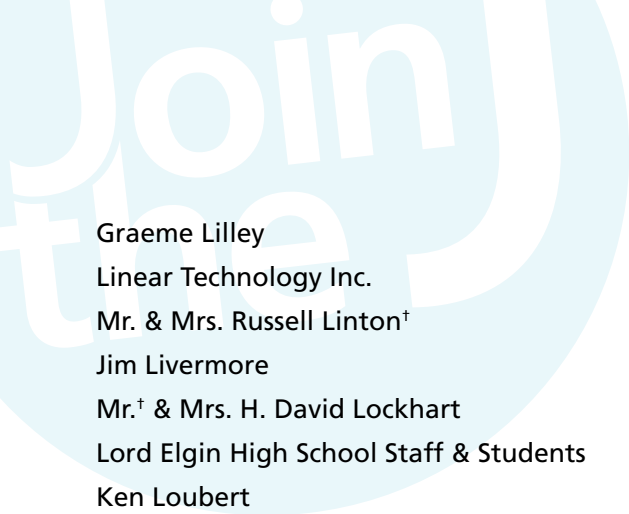 Join
the J
Graeme Lilley
Linear Technology Inc.
Mr. & Mrs. Russell Linton†
Jim Livermore
Mr.† & Mrs. H. David Lockhart
Lord Elgin High School Staff & Students
Ken Loubert